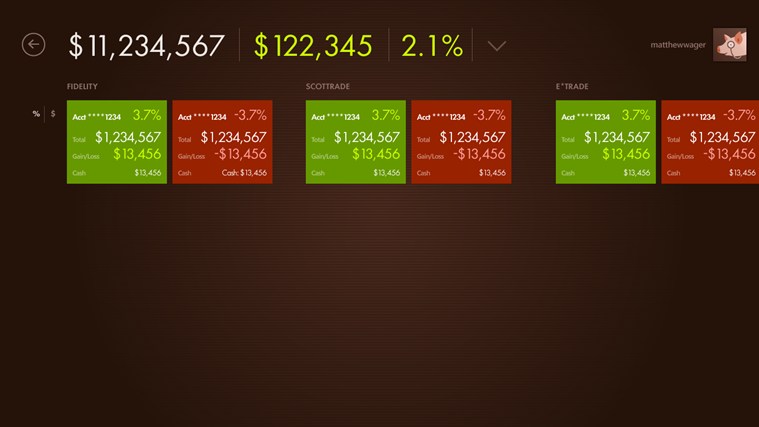 $11,234,567 $122,345 2.1% matthewwager
FIDELITY SCOTTRADE E*TRADE
% $
Acct ****1234 3.7%
Total $1,234,567
Gain/Loss $13,456
Cash $13,456
Acct ****1234 -3.7%
Total $1,234,567
Gain/Loss -$13,456
Cash Cash: $13,456
Acct ****1234 3.7%
Total $1,234,567
Gain/Loss $13,456
Cash $13,456
Acct ****1234 -3.7%
Total $1,234,567
Gain/Loss -$13,456
Cash $13,456
Acct ****1234 3.7%
Total $1,234,567
Gain/Loss $13,456
Cash $13,456
Acct ****1234 -3.7%
Total $1,234,567
Gain/Loss -$13,456
Cash $13,456